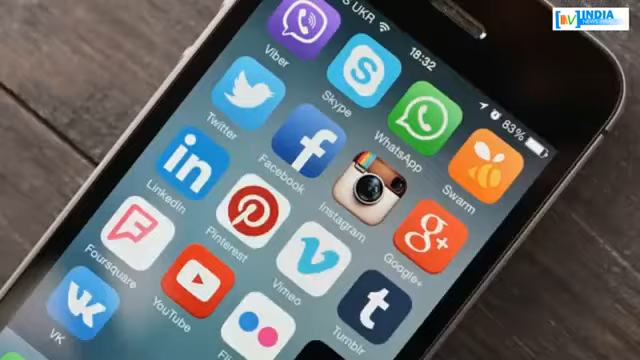 S UKR
18:32
83%
Viber
Skype
WhatsApp
Swarm
Twitter
Facebook
Instagram
g+
Google+
in
LinkedIn
Pinterest
Vimeo
t
Tumblr
Foursquare
YouTube
VK
INDIA